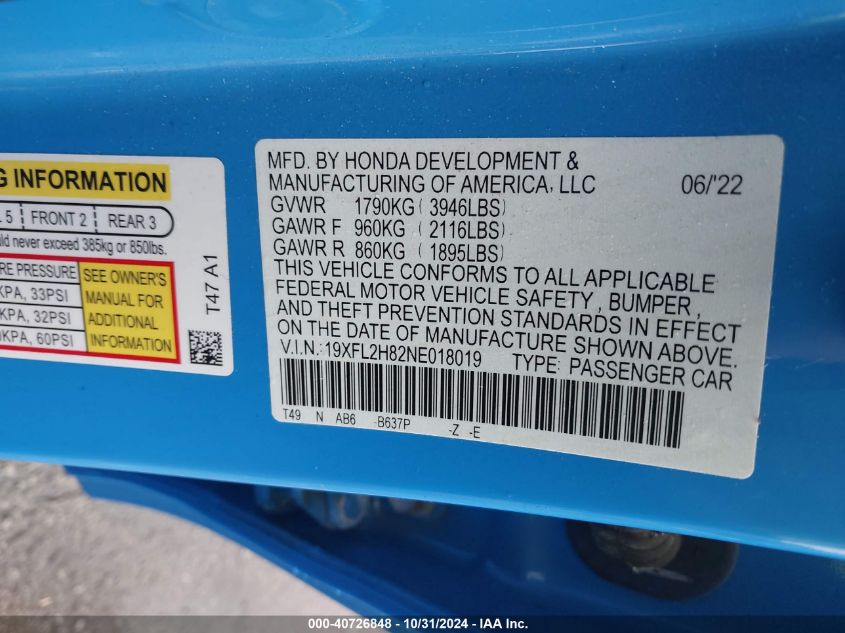 G INFORMATION
5 FRONT 2 REAR 3
uld never exceed 385kg or 850lbs.
RE PRESSURE
KPA, 33PSI
KPA, 32PSI
KPA, 60PSI
SEE OWNER'S
MANUAL FOR
ADDITIONAL
INFORMATION
T47 A1
MFD. BY HONDA DEVELOPMENT &
MANUFACTURING OF AMERICA, LLC 06/'22
GVWR 1790KG ( 3946LBS)
GAWR F 960KG ( 2116LBS)
GAWR R 860KG ( 1895LBS)
THIS VEHICLE CONFORMS TO ALL APPLICABLE
FEDERAL MOTOR VEHICLE SAFETY , BUMPER,
AND THEFT PREVENTION STANDARDS IN EFFECT
ON THE DATE OF MANUFACTURE SHOWN ABOVE.
V.I.N.: 19XFL2H82NE018019 TYPE: PASSENGER CAR
T49 N AB6 -B637P -Z -E
000-40726848 - 10/31/2024 - IAA, Inc.